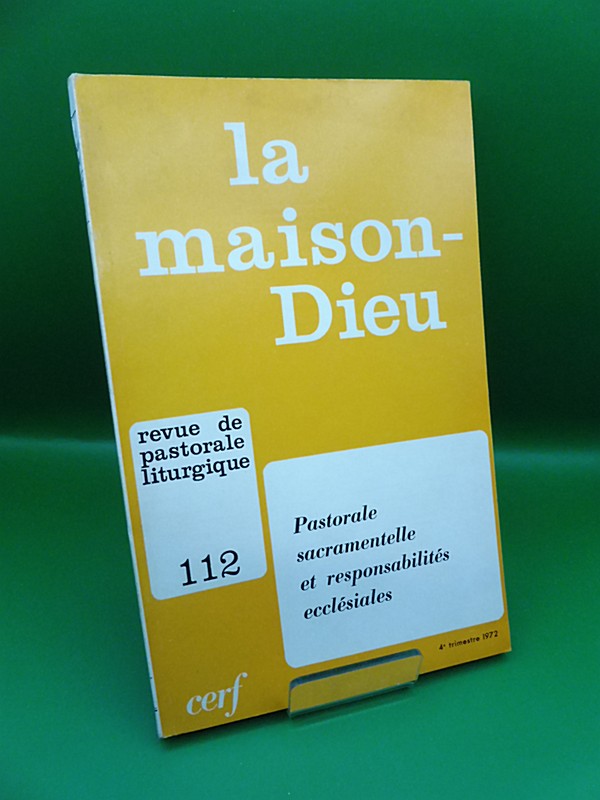 la
maison-
Dieu
revue de
pastorale
liturgique
112
Pastorale
sacramentelle
et responsabilités
ecclésiales
4e trimestre 1972
cerf